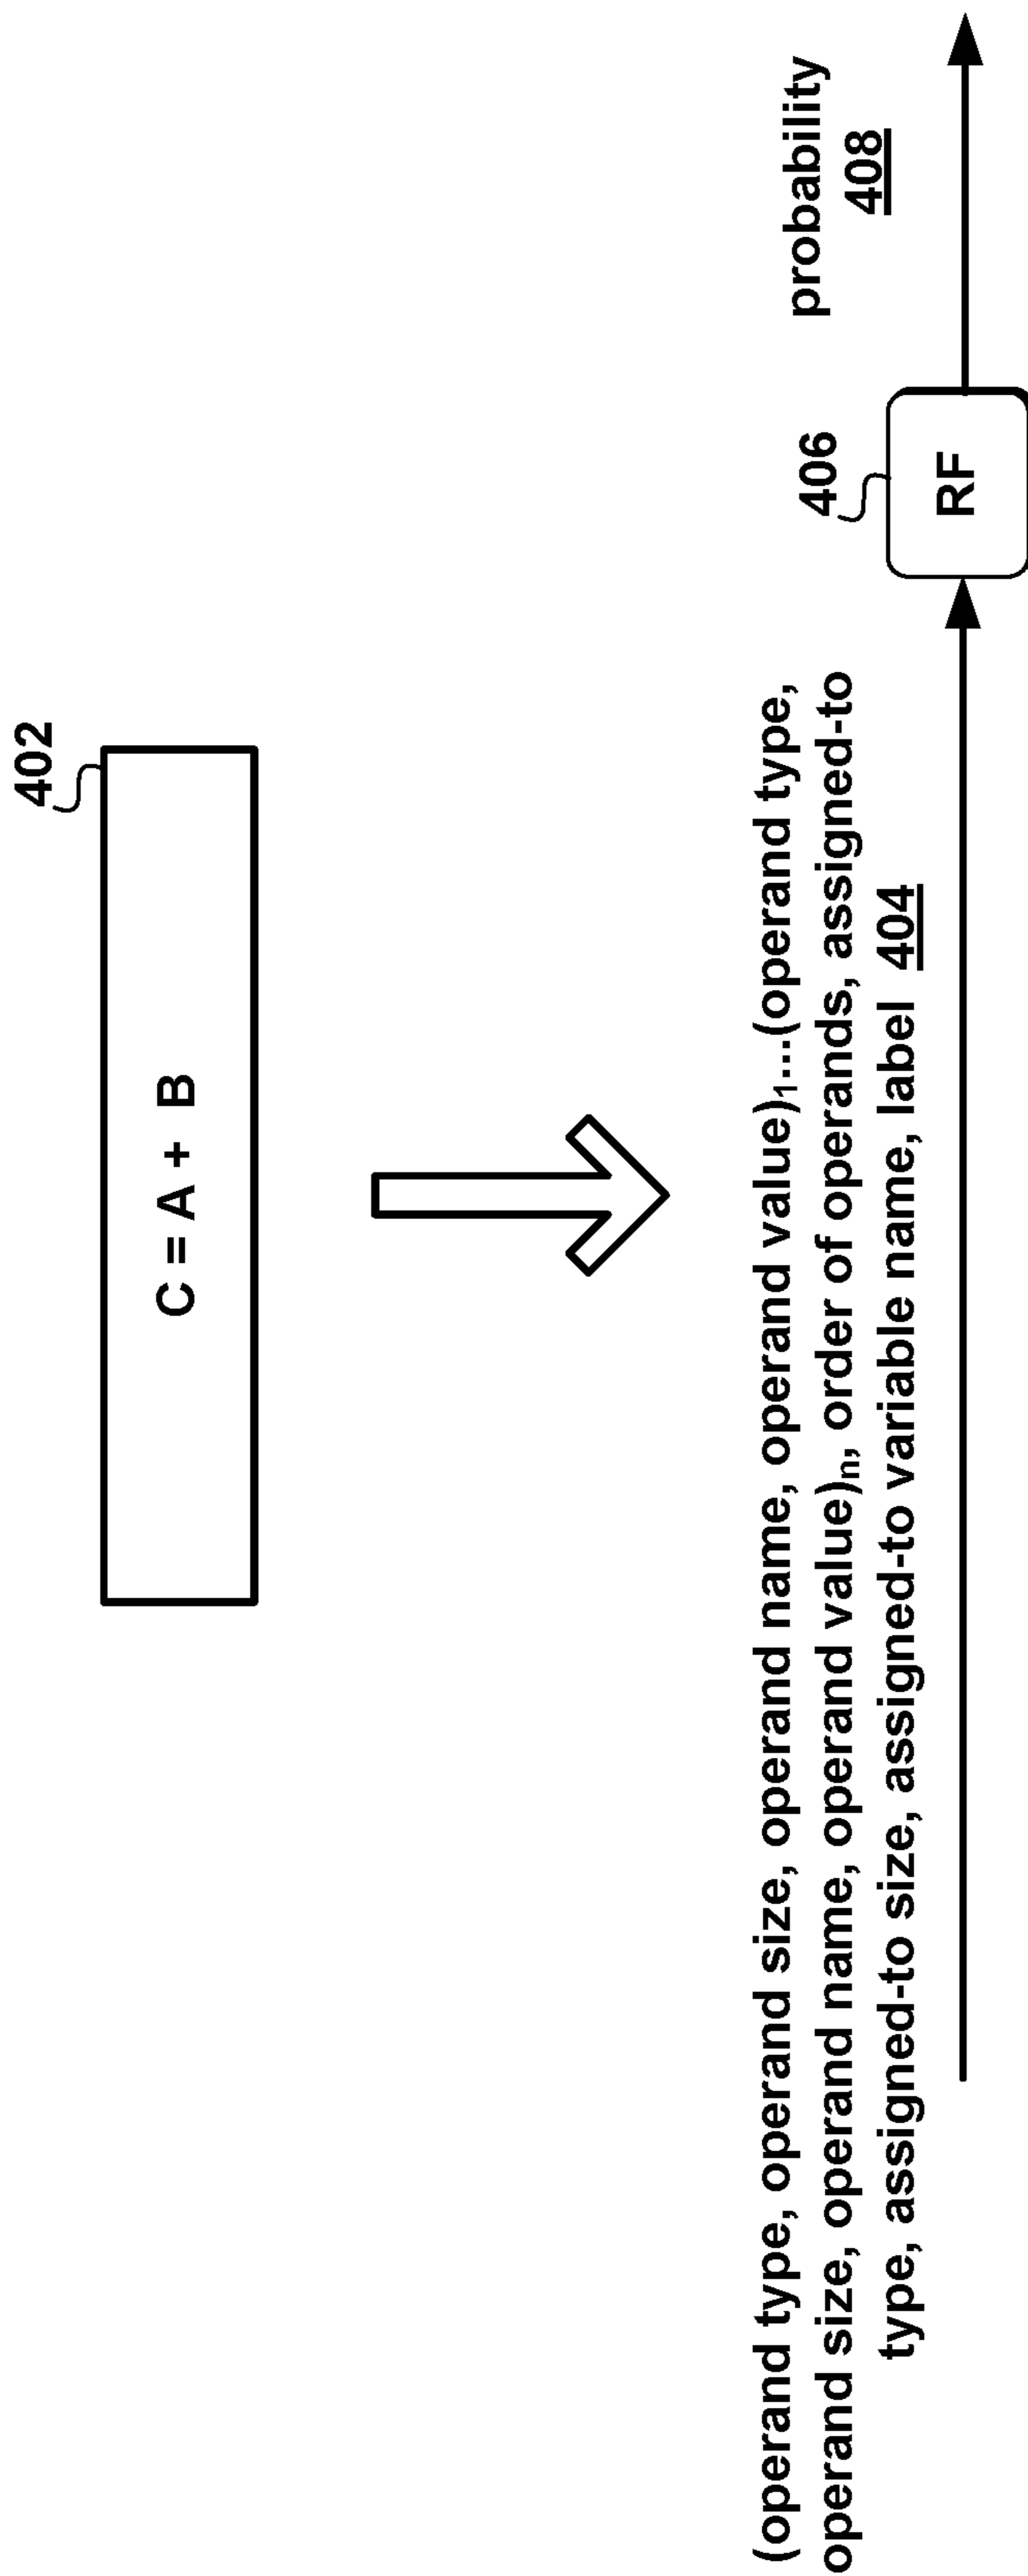 402
C = A + B
(operand type, operand size, operand name, operand value)1...(operand type,
operand size, operand name, operand value)n, order of operands, assigned-to
type, assigned-to size, assigned-to variable name, label 404
406
RF
probability
408